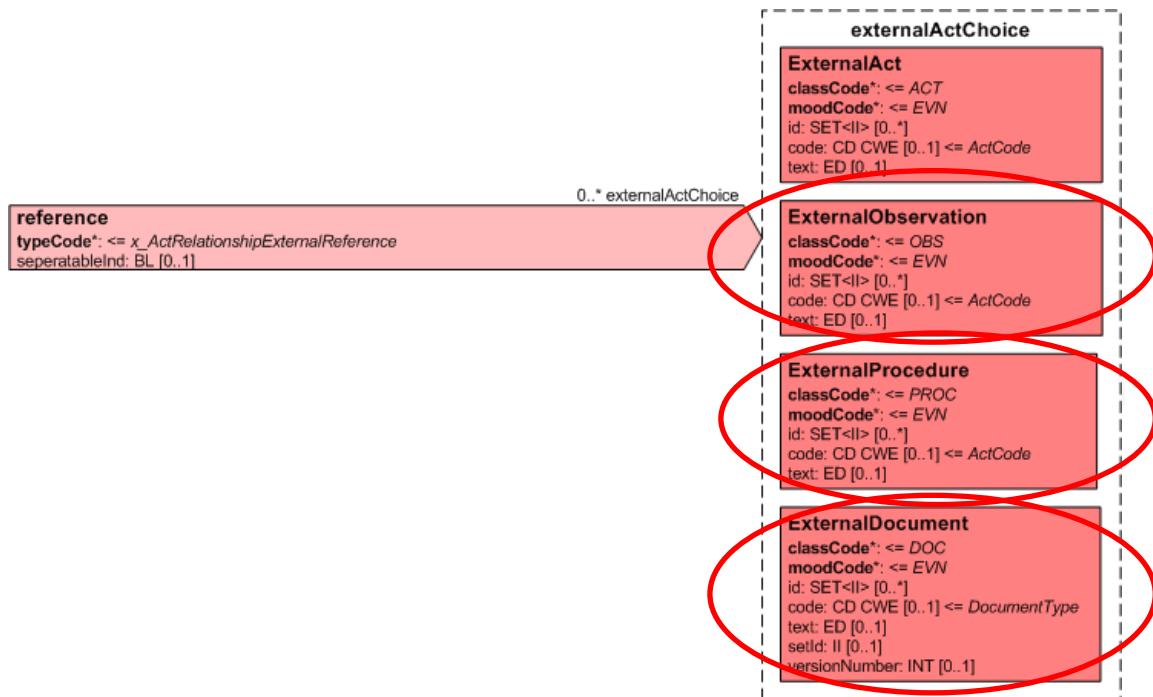 externalActChoice
ExternalAct
classCode*: <= ACT
moodCode*: <= EVN
id: SET<II> [0..*]
code: CD CWE [0..1] <= ActCode
text: ED [0..1]
0..* externalActChoice
reference
typeCode*: <= x_ActRelationshipExternalReference
seperatableInd: BL [0..1]
ExternalObservation
classCode*: <= OBS
moodCode*: <= EVN
id: SET<II> [0..*]
code: CD CWE [0..1] <= ActCode
text: ED [0..1]
ExternalProcedure
classCode*: <= PROC
moodCode*: <= EVN
id: SET<II> [0..*]
code: CD CWE [0..1] <= ActCode
text: ED [0..1]
ExternalDocument
classCode*: <= DOC
moodCode*: <= EVN
id: SET<II> [0..*]
code: CD CWE [0..1] <= DocumentType
text: ED [0..1]
setId: II [0..1]
versionNumber: INT [0..1]